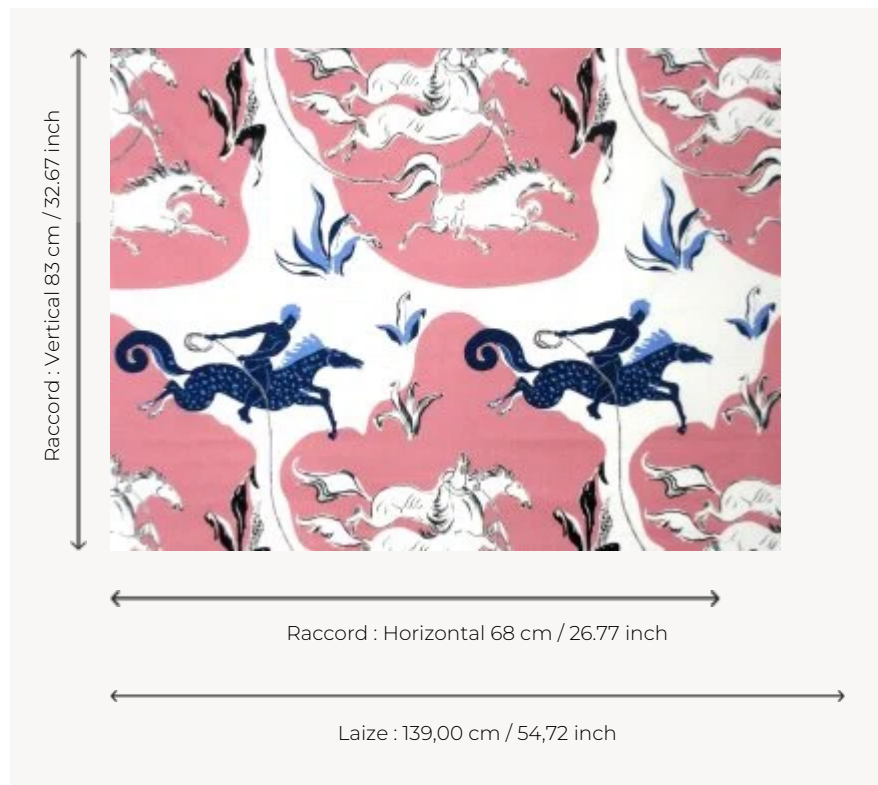 Raccord : Vertical 83 cm / 32.67 inch
Raccord : Horizontal 68 cm / 26.77 inch
Laize : 139,00 cm / 54,72 inch